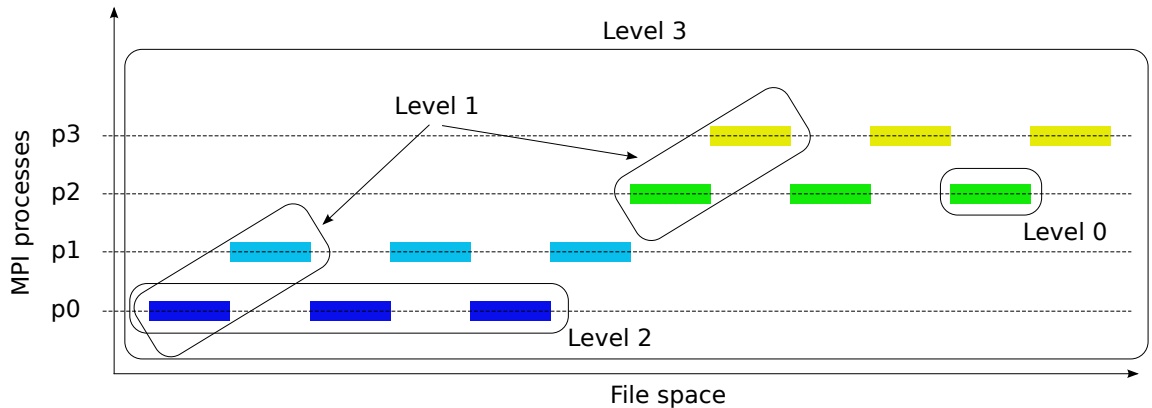 Level 3
Level 1
p3
p2
Level 0
p1
p0
Level 2
MPI processes
File space